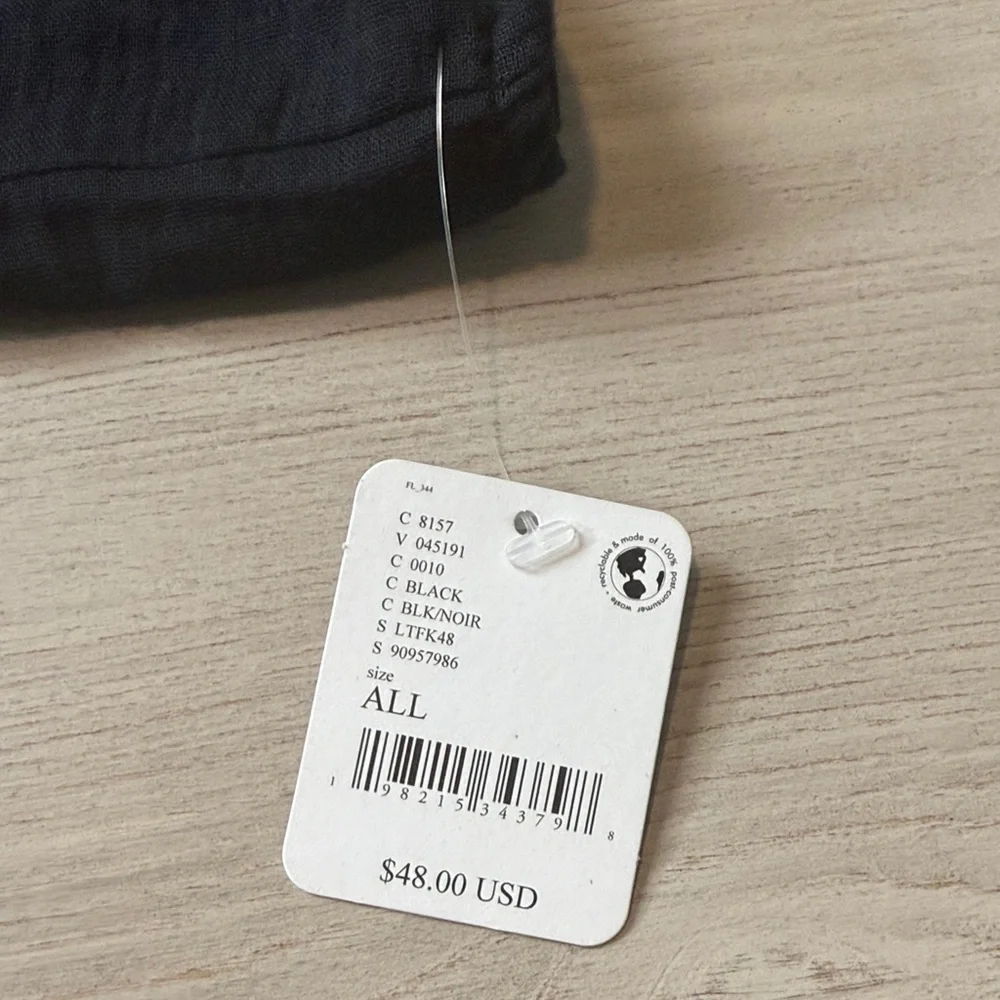 FL_344
C 8157
V 045191
C 0010
C BLACK
C BLK/NOIR
S LTFK48
S 90957986
size
ALL
1 98215 34379 8
$48.00 USD
recyclable & made of 100% post-consumer waste •